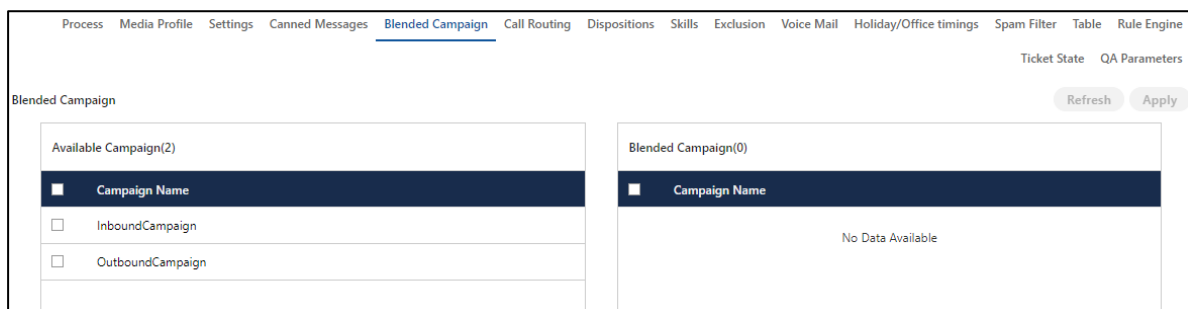 Process Media Profile Settings Canned Messages Blended Campaign Call Routing Dispositions Skills Exclusion Voice Mail Holiday/Office timings Spam Filter Table Rule Engine
Ticket State QA Parameters
Blended Campaign Refresh Apply
Available Campaign(2) Blended Campaign(0)
Campaign Name Campaign Name
InboundCampaign
No Data Available
OutboundCampaign